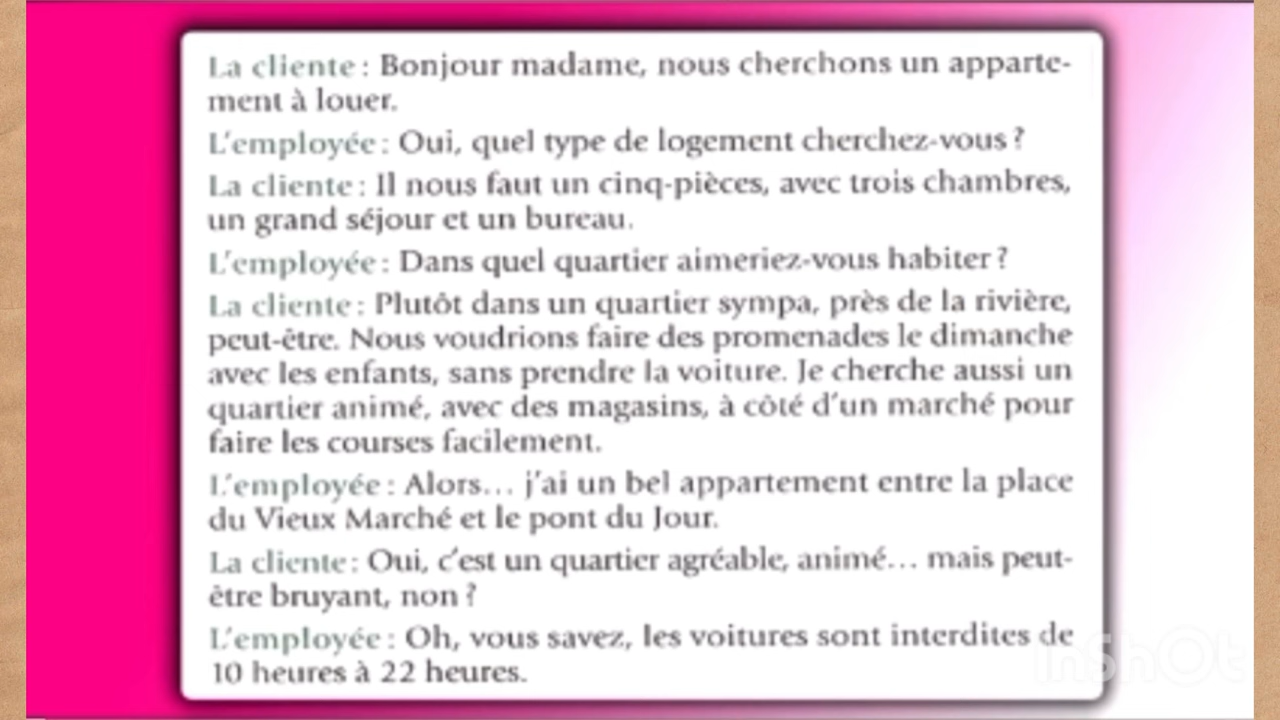 La cliente : Bonjour madame, nous cherchons un apparte-
ment à louer.
L'employée : Oui, quel type de logement cherchez-vous ?
La cliente : Il nous faut un cinq-pièces, avec trois chambres,
un grand séjour et un bureau.
L'employée : Dans quel quartier aimeriez-vous habiter ?
La cliente : Plutôt dans un quartier sympa, près de la rivière,
peut-être. Nous voudrions faire des promenades le dimanche
avec les enfants, sans prendre la voiture. Je cherche aussi un
quartier animé, avec des magasins, à côté d'un marché pour
faire les courses facilement.
L'employée : Alors... j'ai un bel appartement entre la place
du Vieux Marché et le pont du Jour.
La cliente : Oui, c'est un quartier agréable, animé... mais peut-
être bruyant, non ?
L'employée : Oh, vous savez, les voitures sont interdites de
10 heures à 22 heures.
InShOt